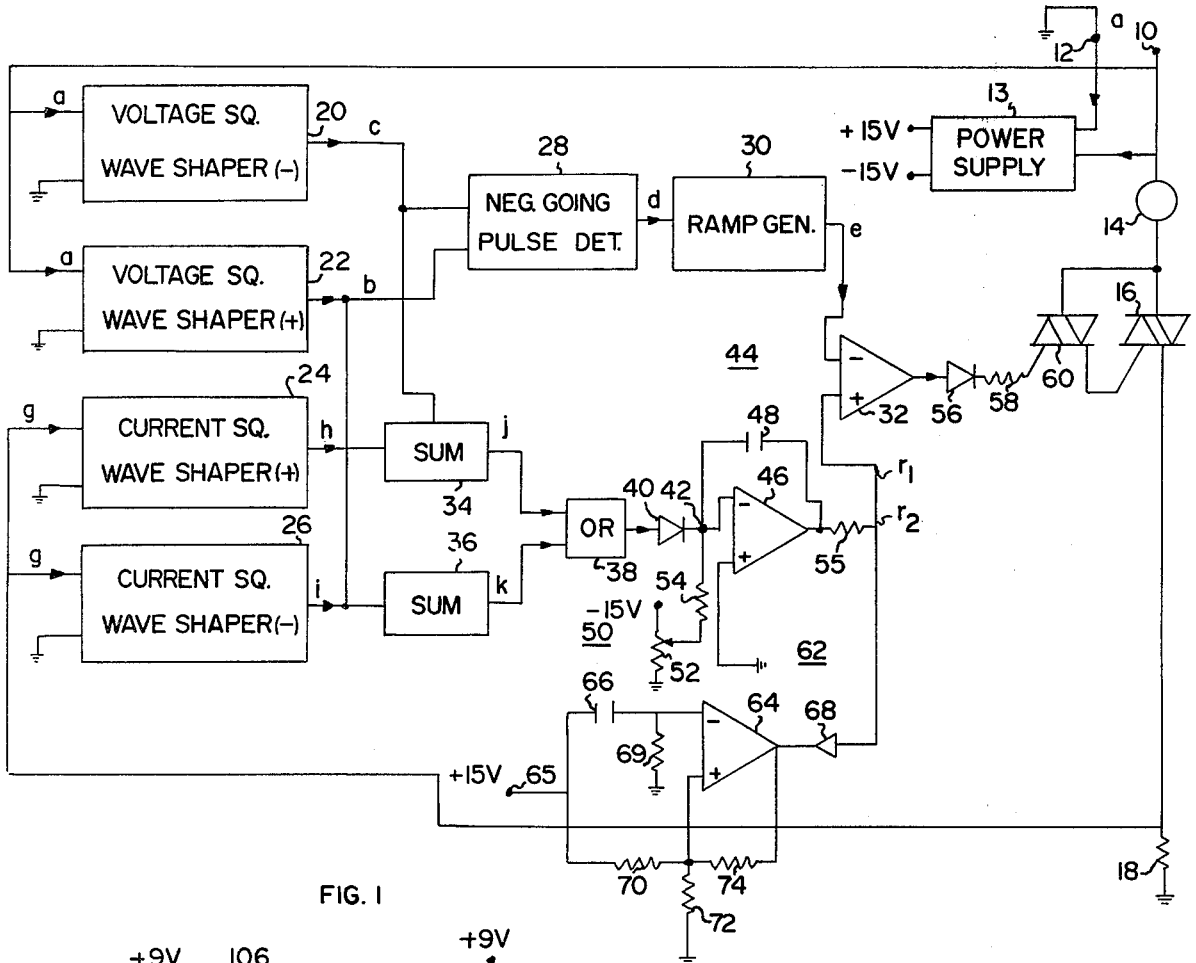 a
10
12
13
+15V
-15V
POWER
SUPPLY
14
a
VOLTAGE SQ.
WAVE SHAPER (-)
20
c
28
NEG. GOING
PULSE DET.
d
30
RAMP GEN.
e
a
VOLTAGE SQ.
WAVE SHAPER (+)
22
b
16
60
44
-
+
32
56
58
g
CURRENT SQ.
WAVE SHAPER (+)
24
h
SUM
34
j
48
r1
r2
40
42
46
-
+
OR
38
55
g
CURRENT SQ.
WAVE SHAPER (-)
26
i
36
SUM
k
54
-15V
50
52
62
66
64
68
-
+
69
+15V
65
70
74
72
18
FIG. 1
+9V
106
+9V